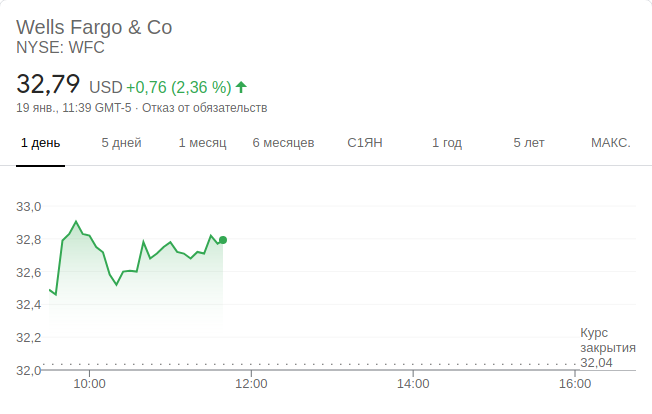 Wells Fargo & Co
NYSE: WFC
32,79 USD +0,76 (2,36 %)
19 янв., 11:39 GMT-5 · Отказ от обязательств
1 день 5 дней 1 месяц 6 месяцев С1ЯН 1 год 5 лет МАКС.
33,0
32,8
32,6
32,4
32,2
Курс
закрытия
32,04
32,0
10:00 12:00 14:00 16:00